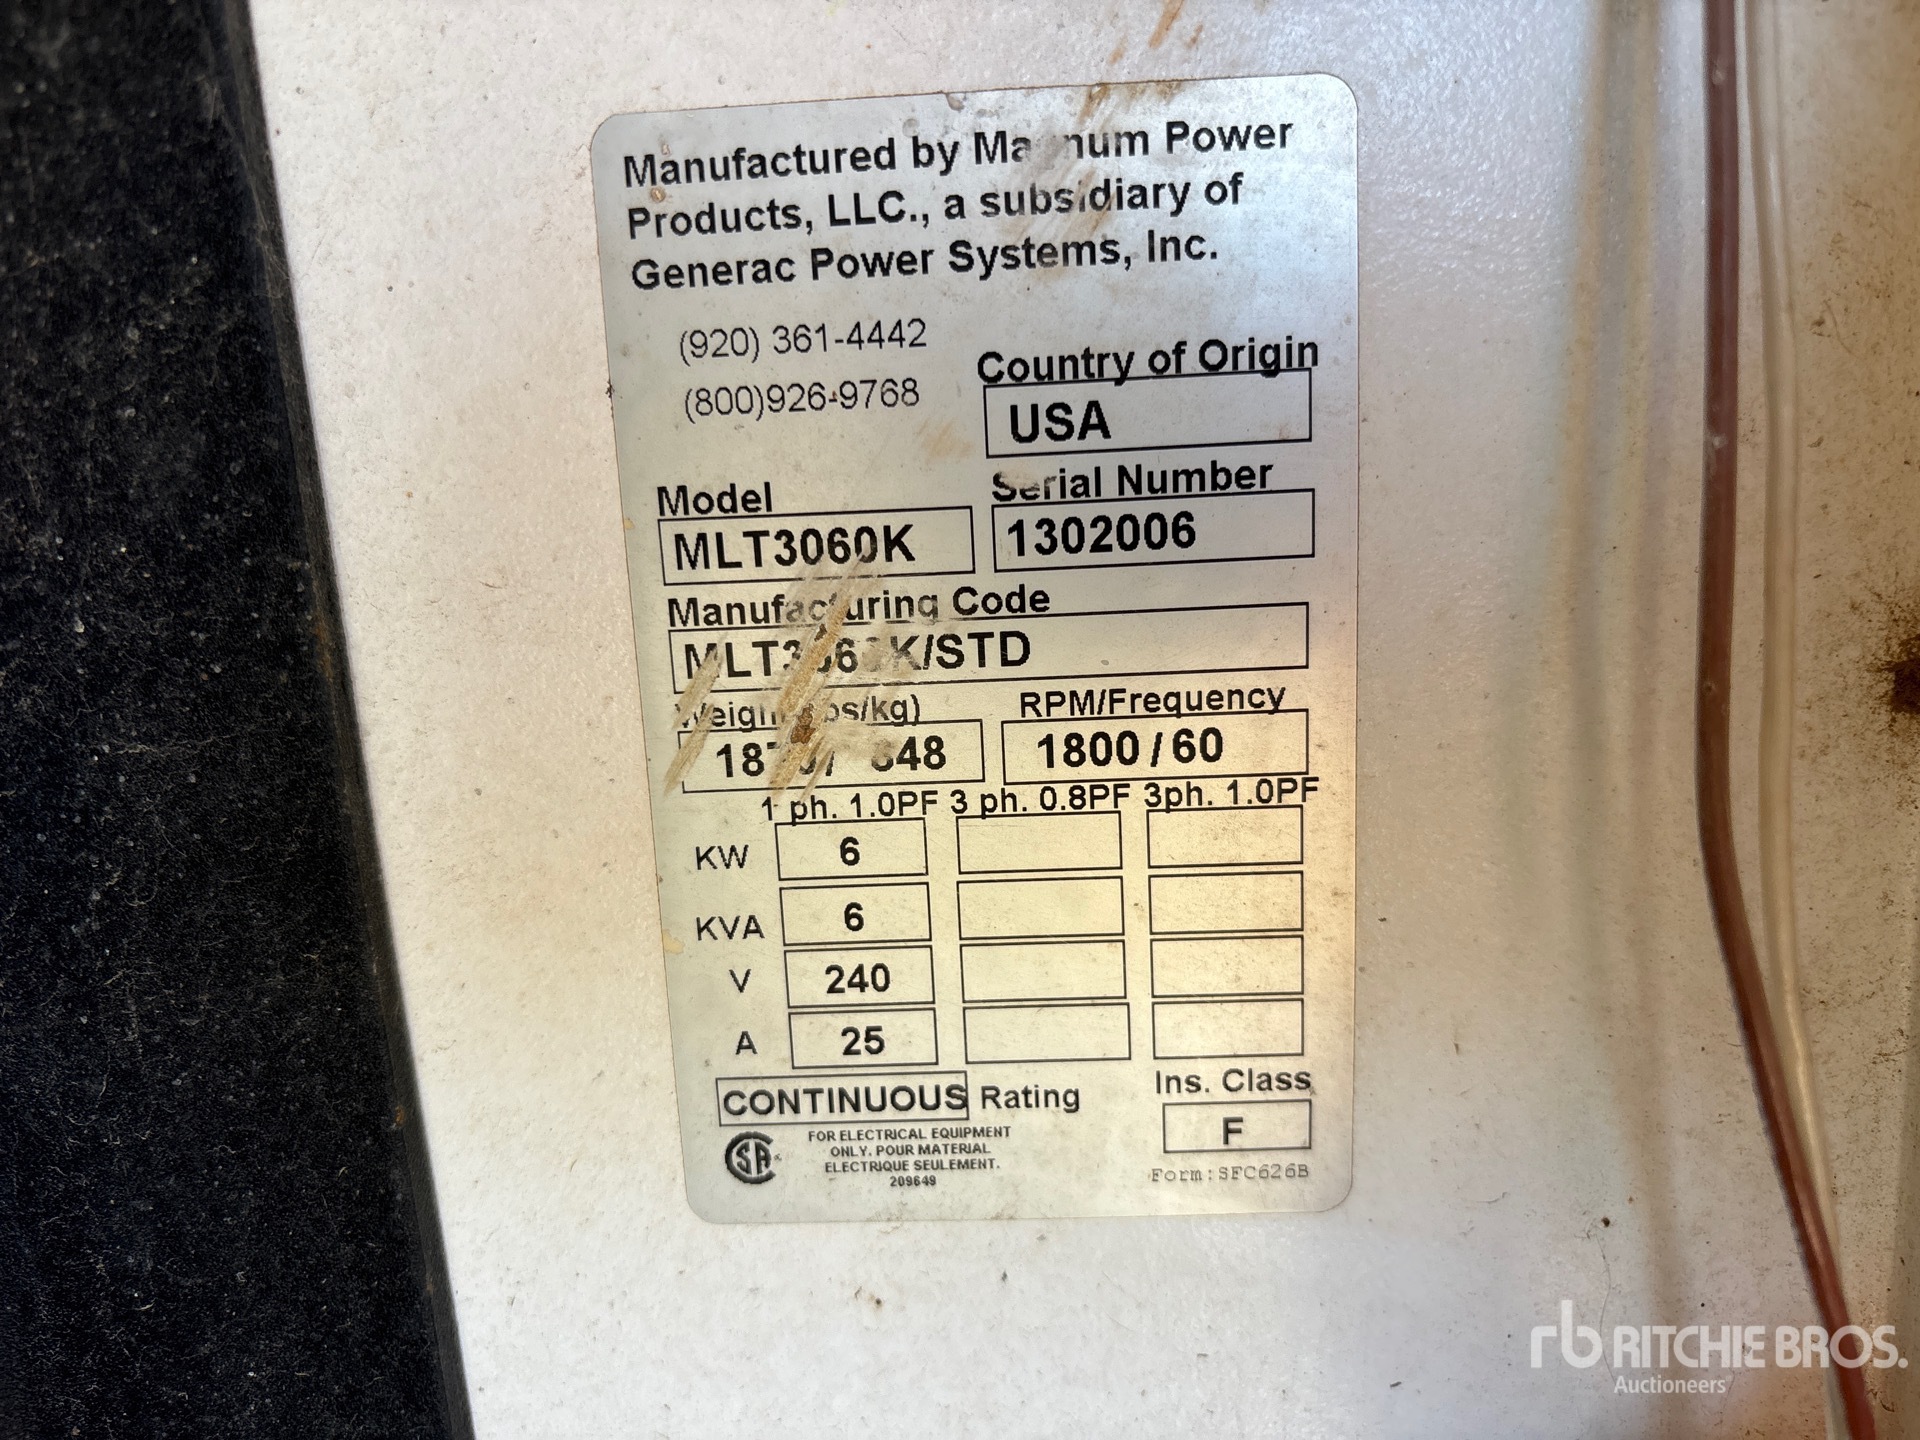 Manufactured by Power
Products, LLC., a subsidiary of
Generac Power Systems, Inc.
(920) 361-4442
(800)926-9768
Country of Origin
USA
Model
Serial Number
MLT3060K
1302006
Manufacturing Code
RPM/Frequency
1800 / 60
1 ph. 1.0PF 3 ph. 0.8PF 3ph. 1.0PF
KW 6
KVA 6
V 240
A 25
CONTINUOUS Rating
Ins. Class
F
FOR ELECTRICAL EQUIPMENT
ONLY. POUR MATERIAL
ELECTRIQUE SEULEMENT.
209649
Form:SFC626B
rb RITCHIE BROS.
Auctioneers